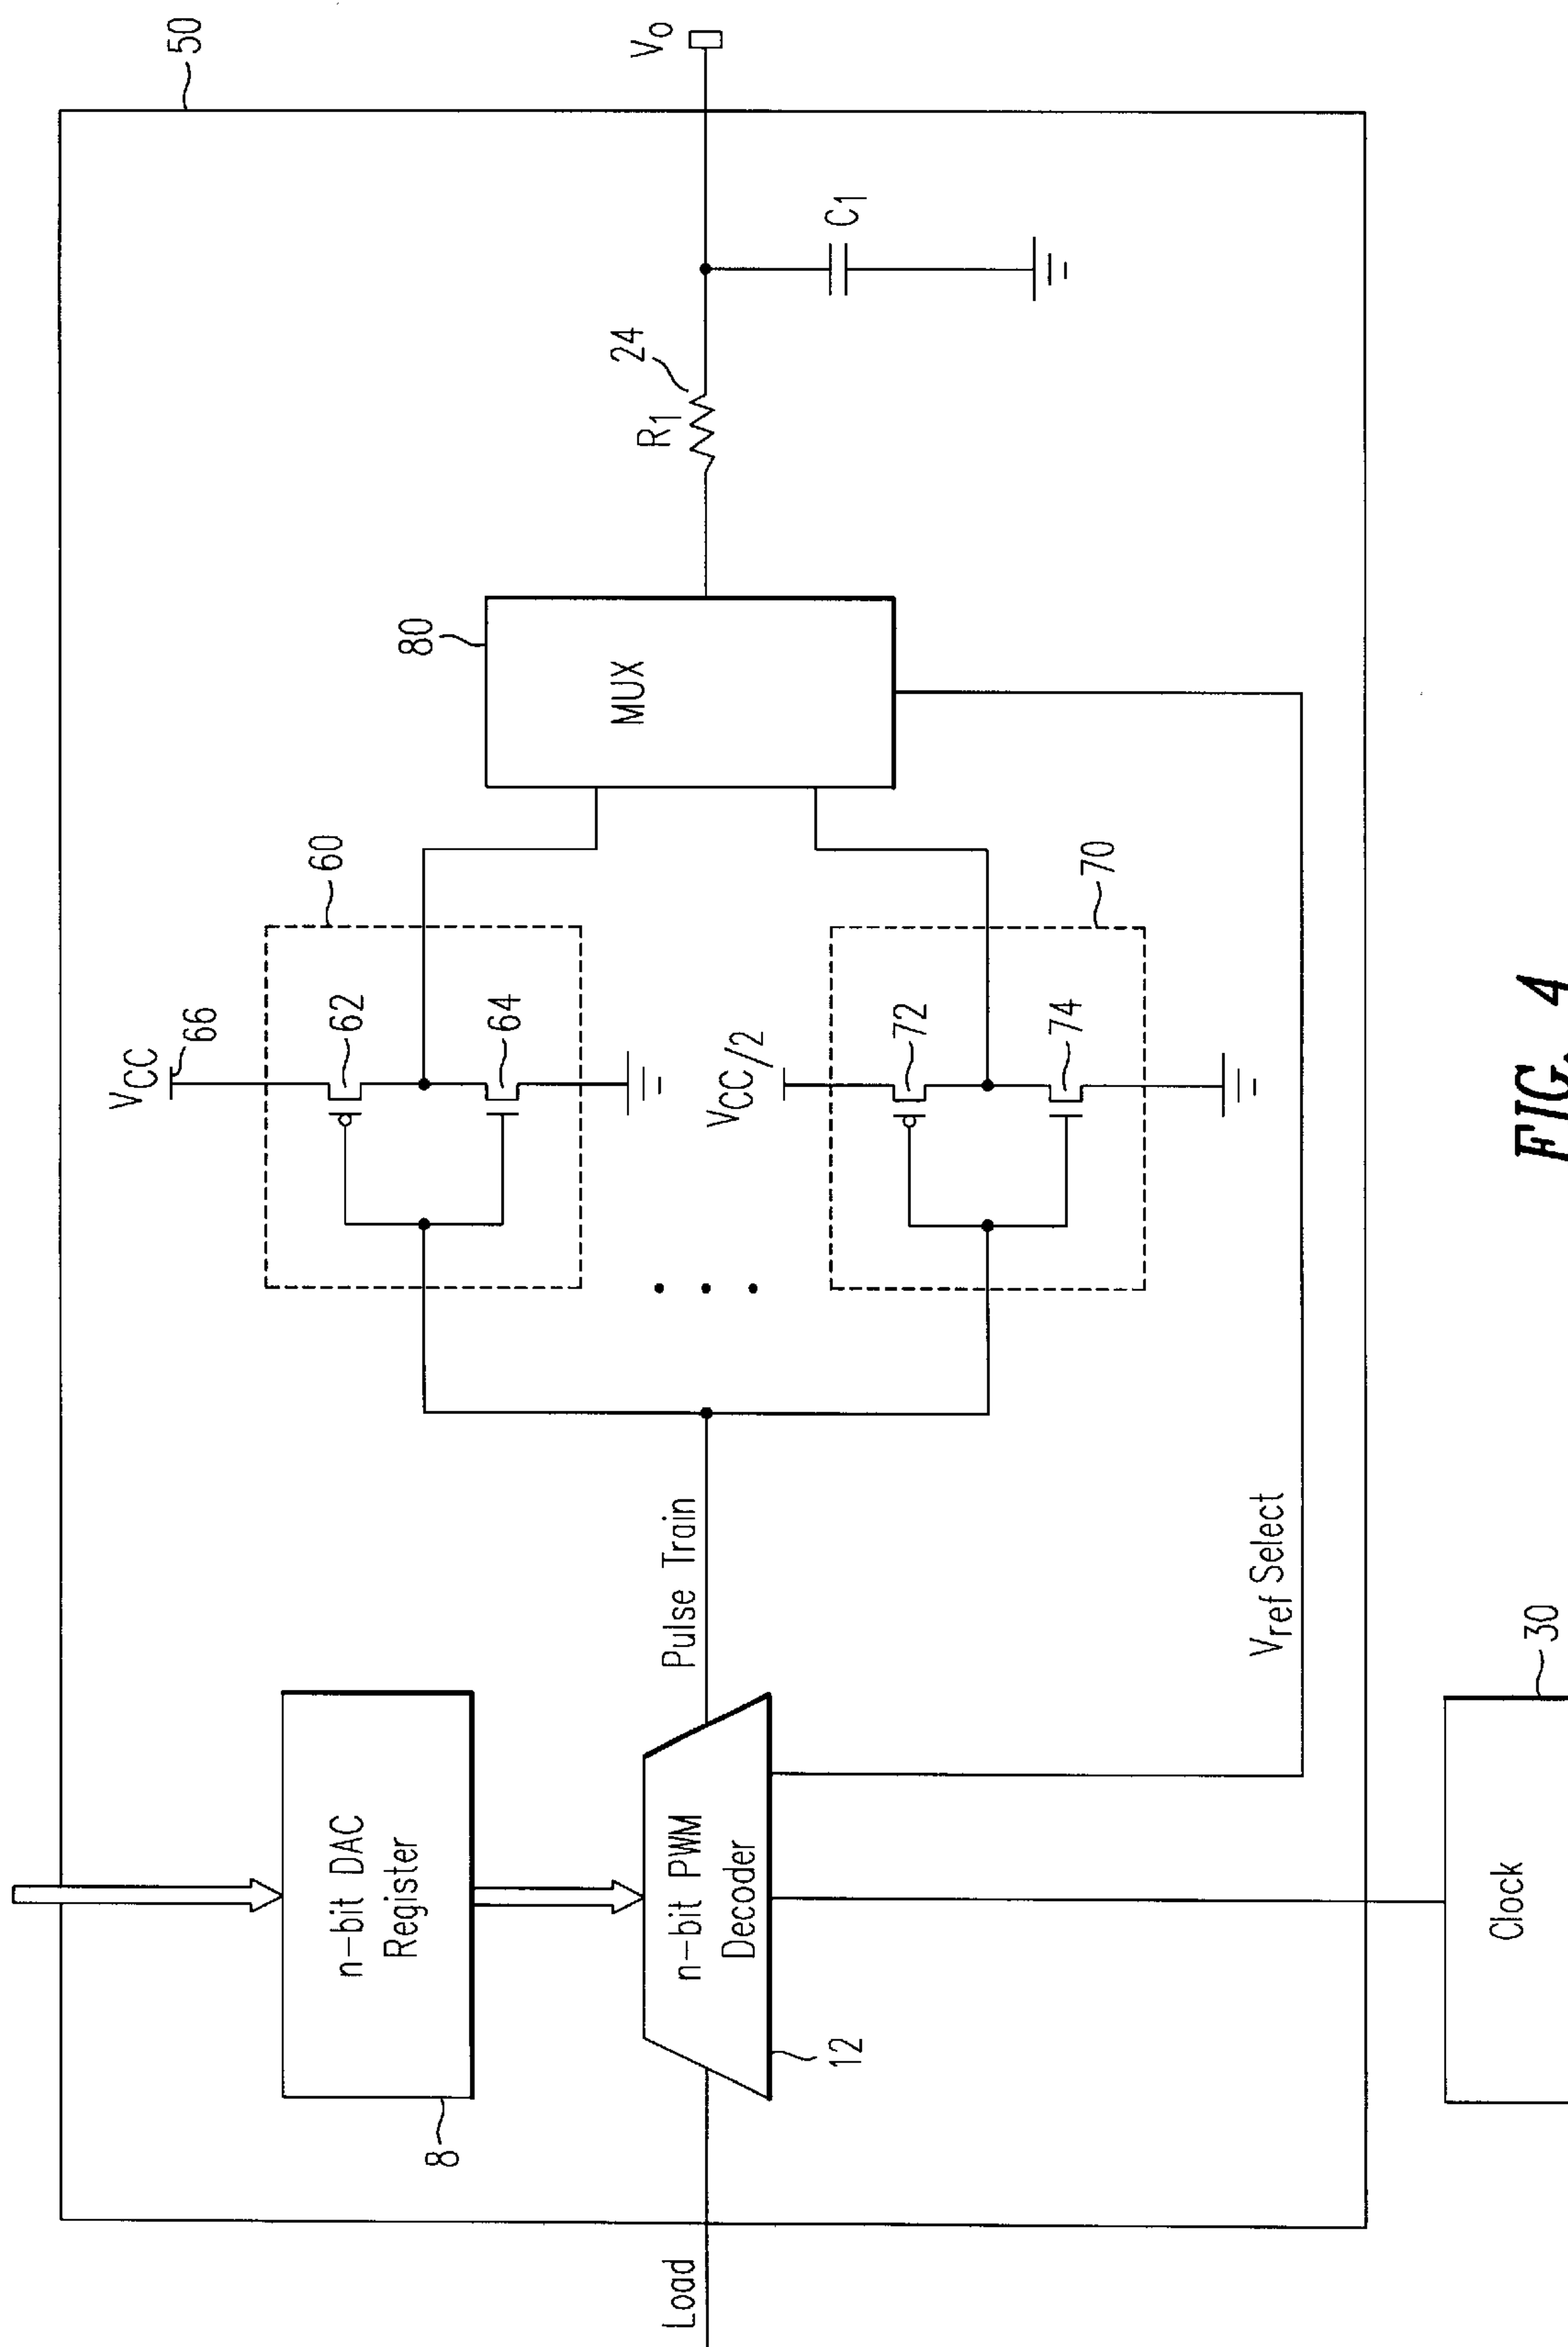 50
n-bit DAC
Register
8
Load
n-bit PWM
Decoder
12
Pulse Train
VCC
66
60
62
64
VCC/2
70
72
74
80
MUX
R1
24
C1
Vo
Vref Select
Clock
30
FIG. 4